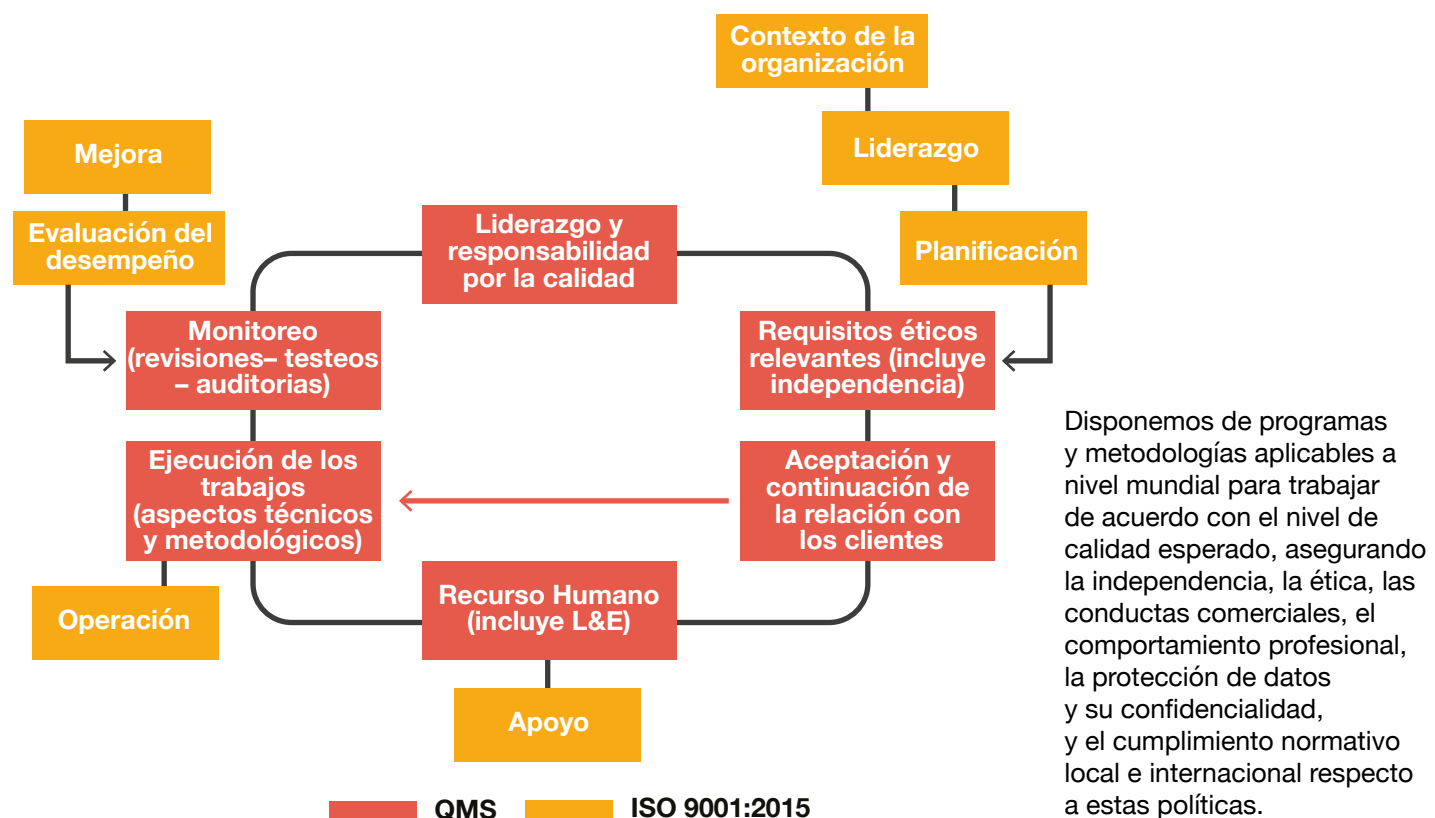 Contexto de la
organización
Liderazgo
Planificación
Mejora
Evaluación del
desempeño
Liderazgo y
responsabilidad
por la calidad
Monitoreo
(revisiones– testeos
– auditorias)
Requisitos éticos
relevantes (incluye
independencia)
Ejecución de los
trabajos
(aspectos técnicos
y metodológicos)
Aceptación y
continuación de
la relación con
los clientes
Operación
Recurso Humano
(incluye L&E)
Apoyo
QMS
ISO 9001:2015
Disponemos de programas
y metodologías aplicables a
nivel mundial para trabajar
de acuerdo con el nivel de
calidad esperado, asegurando
la independencia, la ética, las
conductas comerciales, el
comportamiento profesional,
la protección de datos
y su confidencialidad,
y el cumplimiento normativo
local e internacional respecto
a estas políticas.